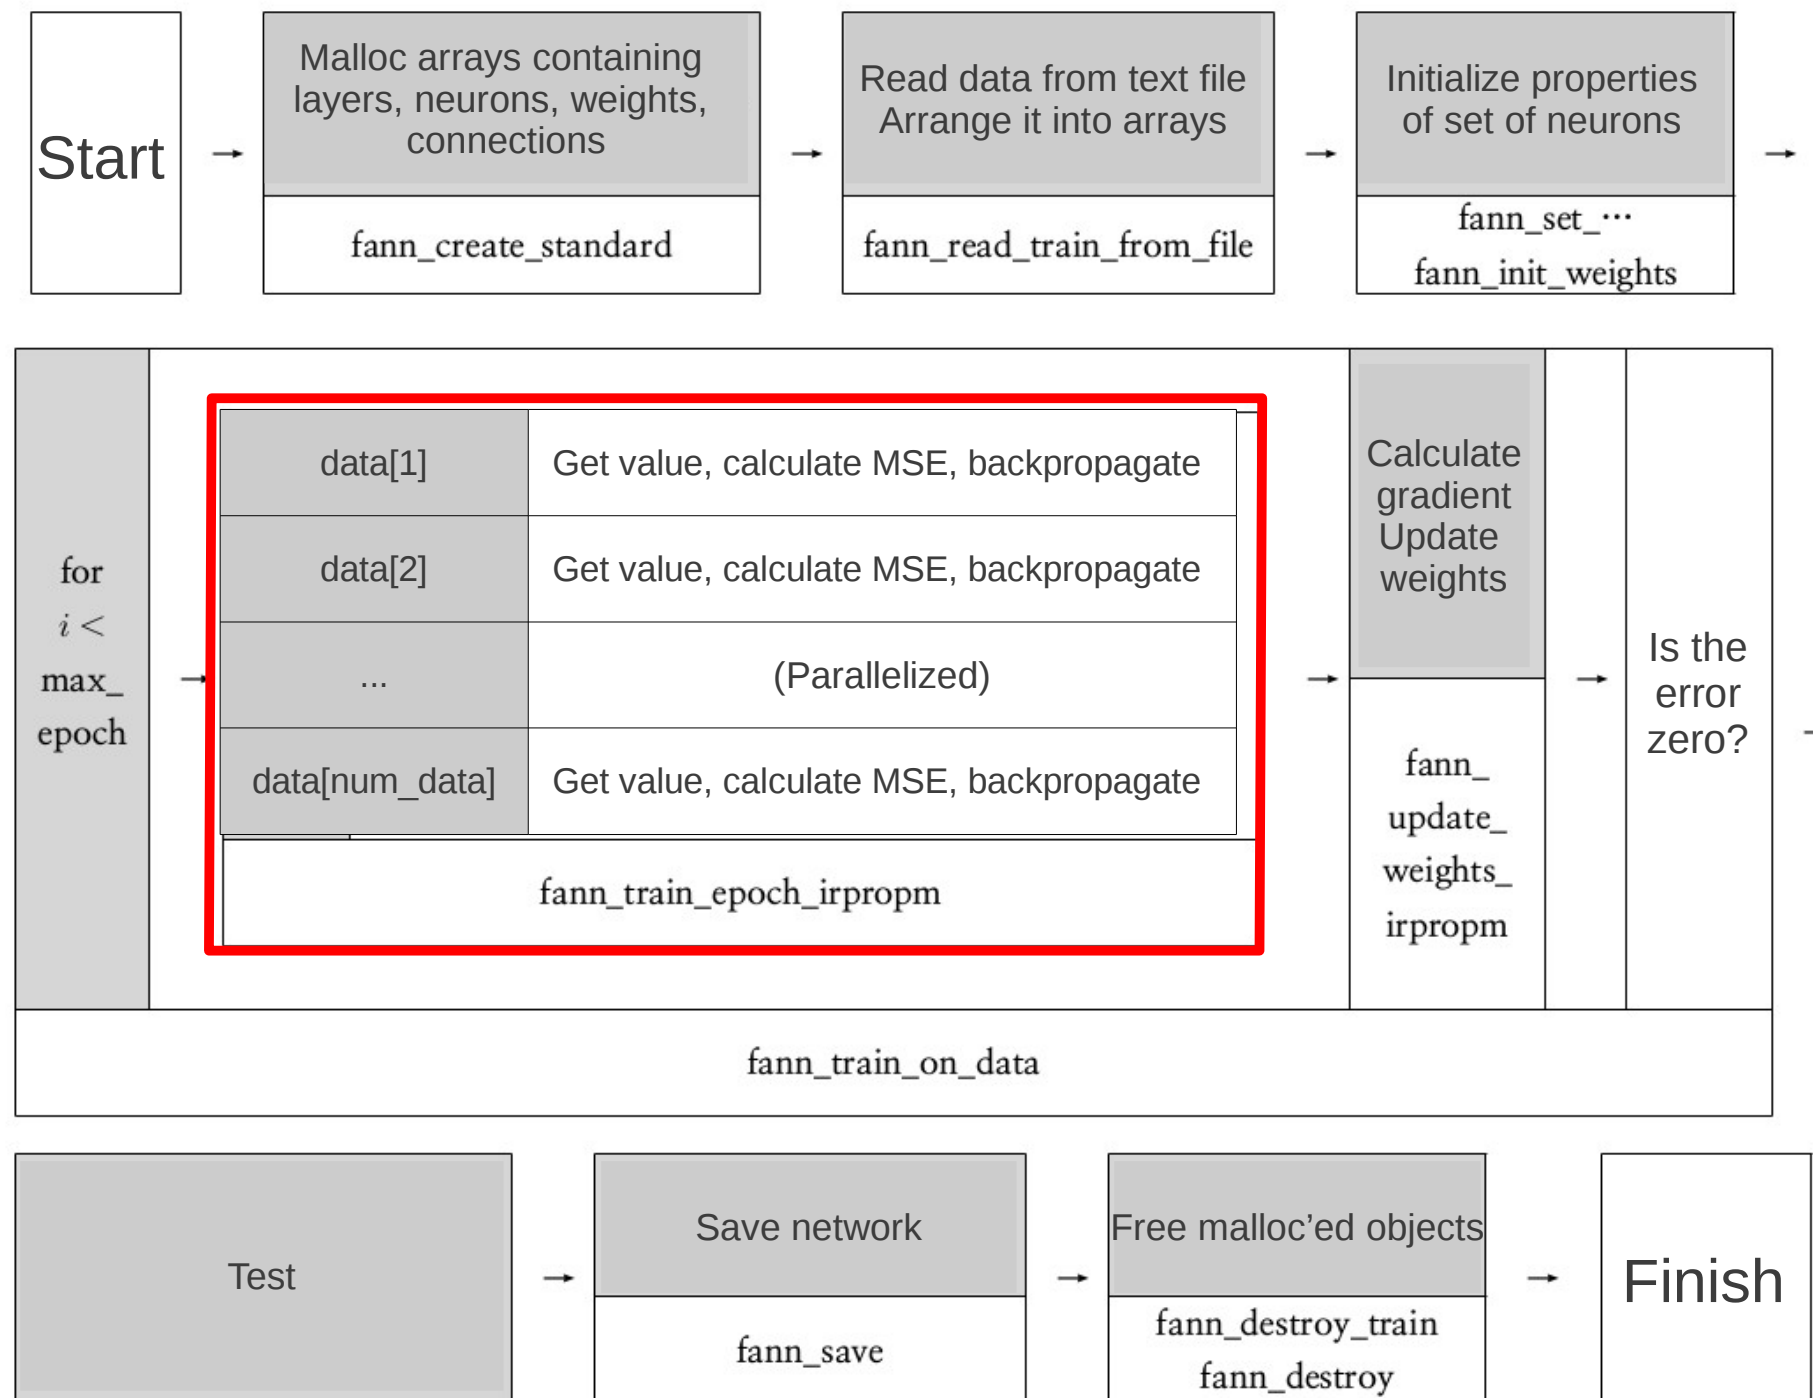 Start
→
Malloc arrays containing
layers, neurons, weights,
connections
fann_create_standard
→
Read data from text file
Arrange it into arrays
fann_read_train_from_file
→
Initialize properties
of set of neurons
fann_set_⋯
fann_init_weights
→
for
i <
max_
epoch
→
data[1]
Get value, calculate MSE, backpropagate
data[2]
Get value, calculate MSE, backpropagate
...
(Parallelized)
data[num_data]
Get value, calculate MSE, backpropagate
fann_train_epoch_irpropm
→
Calculate
gradient
Update
weights
fann_
update_
weights_
irpropm
→
Is the
error
zero?
fann_train_on_data
Test
→
Save network
fann_save
→
Free malloc’ed objects
fann_destroy_train
fann_destroy
→
Finish